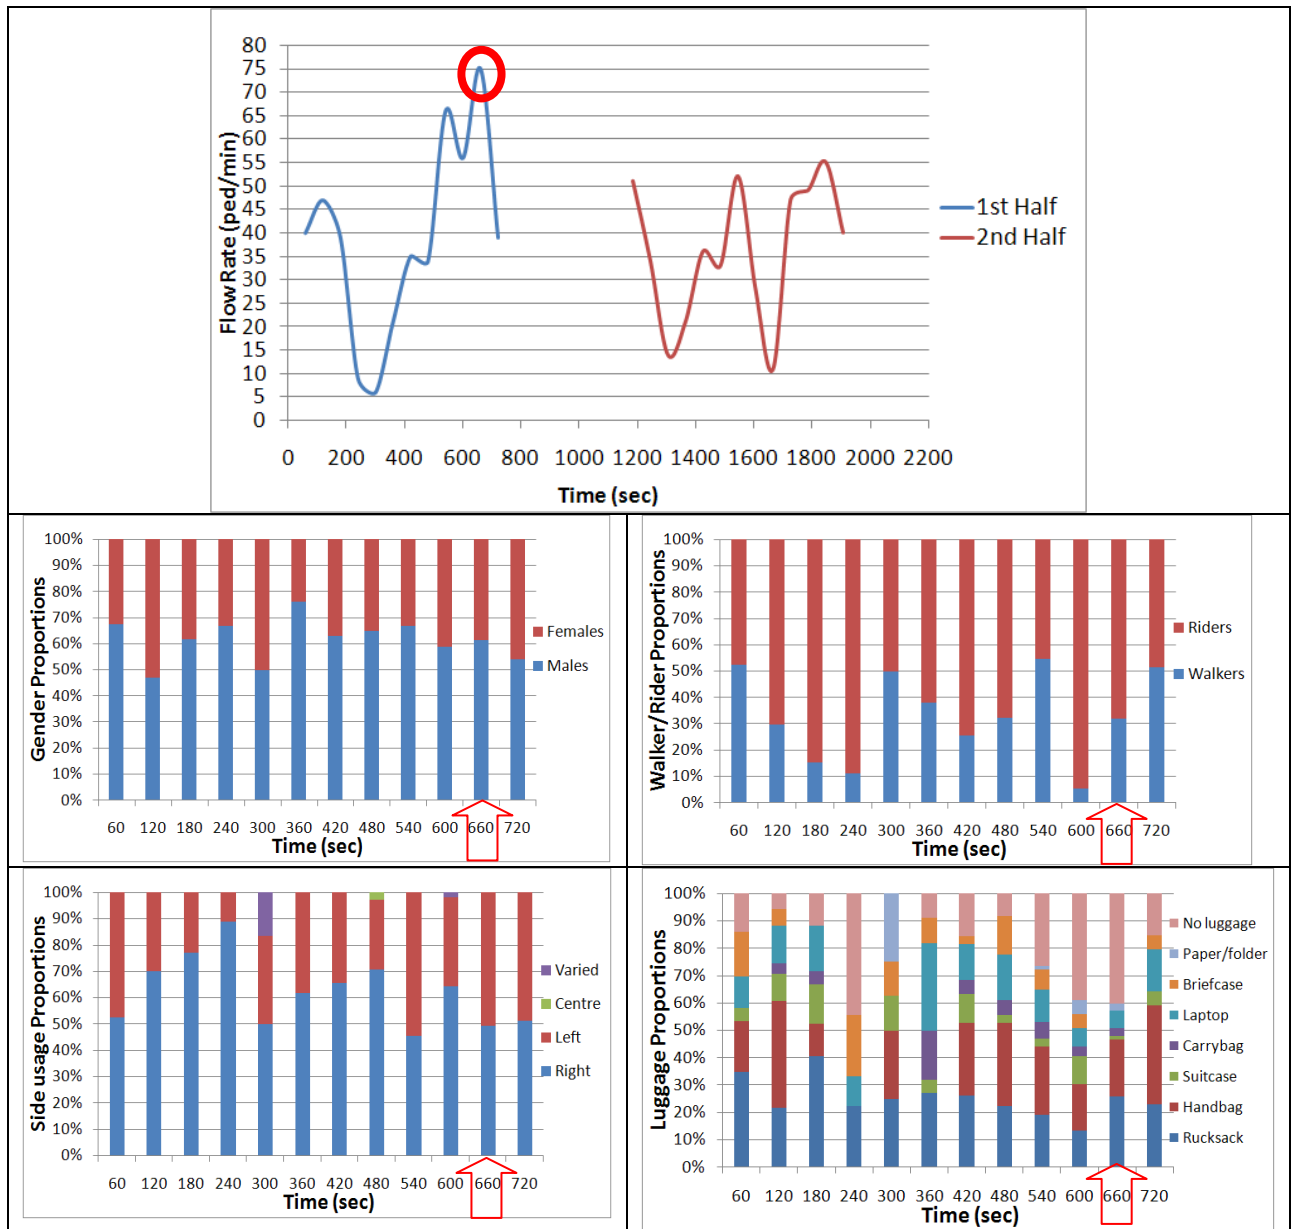 80
75
70
65
60
55
50
45
40
35
30
25
20
15
10
5
0
Flow Rate (ped/min)
0 200 400 600 800 1000 1200 1400 1600 1800 2000 2200
Time (sec)
1st Half
2nd Half
100%
90%
80%
70%
60%
50%
40%
30%
20%
10%
0%
Gender Proportions
60 120 180 240 300 360 420 480 540 600 660 720
Time (sec)
Females
Males
100%
90%
80%
70%
60%
50%
40%
30%
20%
10%
0%
Walker/Rider Proportions
60 120 180 240 300 360 420 480 540 600 660 720
Time (sec)
Riders
Walkers
100%
90%
80%
70%
60%
50%
40%
30%
20%
10%
0%
Side usage Proportions
60 120 180 240 300 360 420 480 540 600 660 720
Time (sec)
Varied
Centre
Left
Right
100%
90%
80%
70%
60%
50%
40%
30%
20%
10%
0%
Luggage Proportions
60 120 180 240 300 360 420 480 540 600 660 720
Time (sec)
No luggage
Paper/folder
Briefcase
Laptop
Carrybag
Suitcase
Handbag
Rucksack